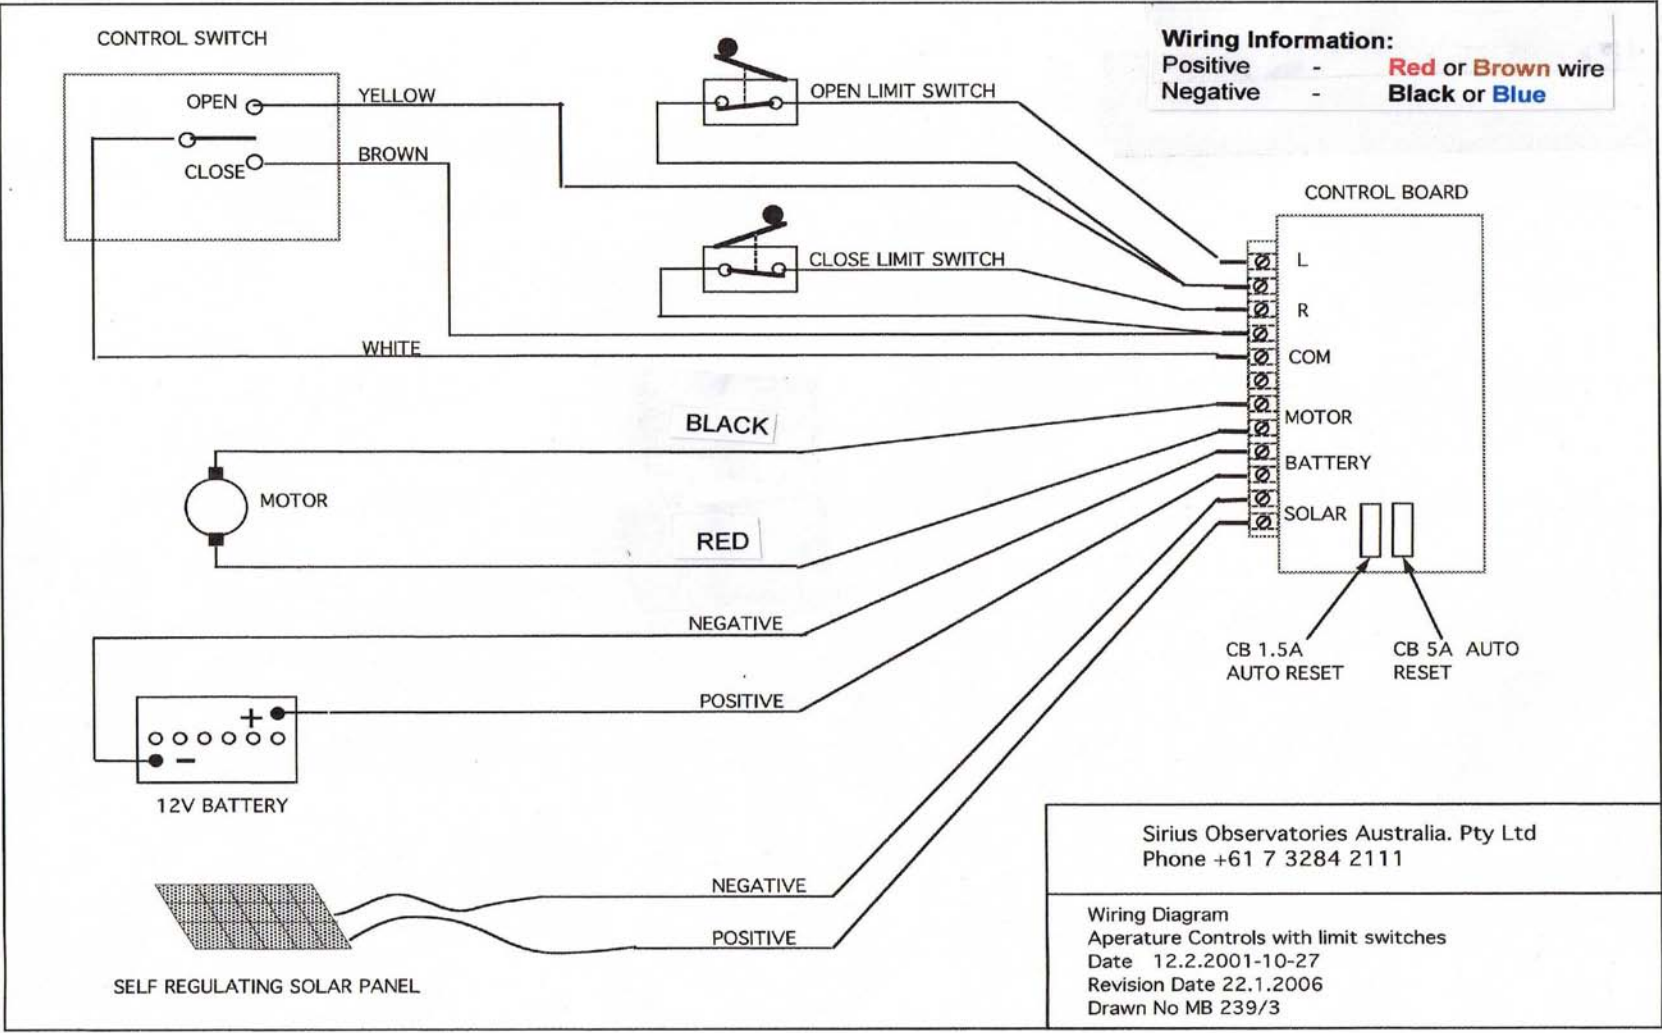 CONTROL SWITCH
OPEN
CLOSE
YELLOW
BROWN
WHITE
OPEN LIMIT SWITCH
CLOSE LIMIT SWITCH
Wiring Information:
Positive - Red or Brown wire
Negative - Black or Blue
CONTROL BOARD
L
R
COM
MOTOR
BATTERY
SOLAR
BLACK
MOTOR
RED
NEGATIVE
POSITIVE
+
−
12V BATTERY
CB 1.5A
AUTO RESET
CB 5A AUTO
RESET
NEGATIVE
POSITIVE
SELF REGULATING SOLAR PANEL
Sirius Observatories Australia. Pty Ltd
Phone +61 7 3284 2111
Wiring Diagram
Aperature Controls with limit switches
Date 12.2.2001-10-27
Revision Date 22.1.2006
Drawn No MB 239/3